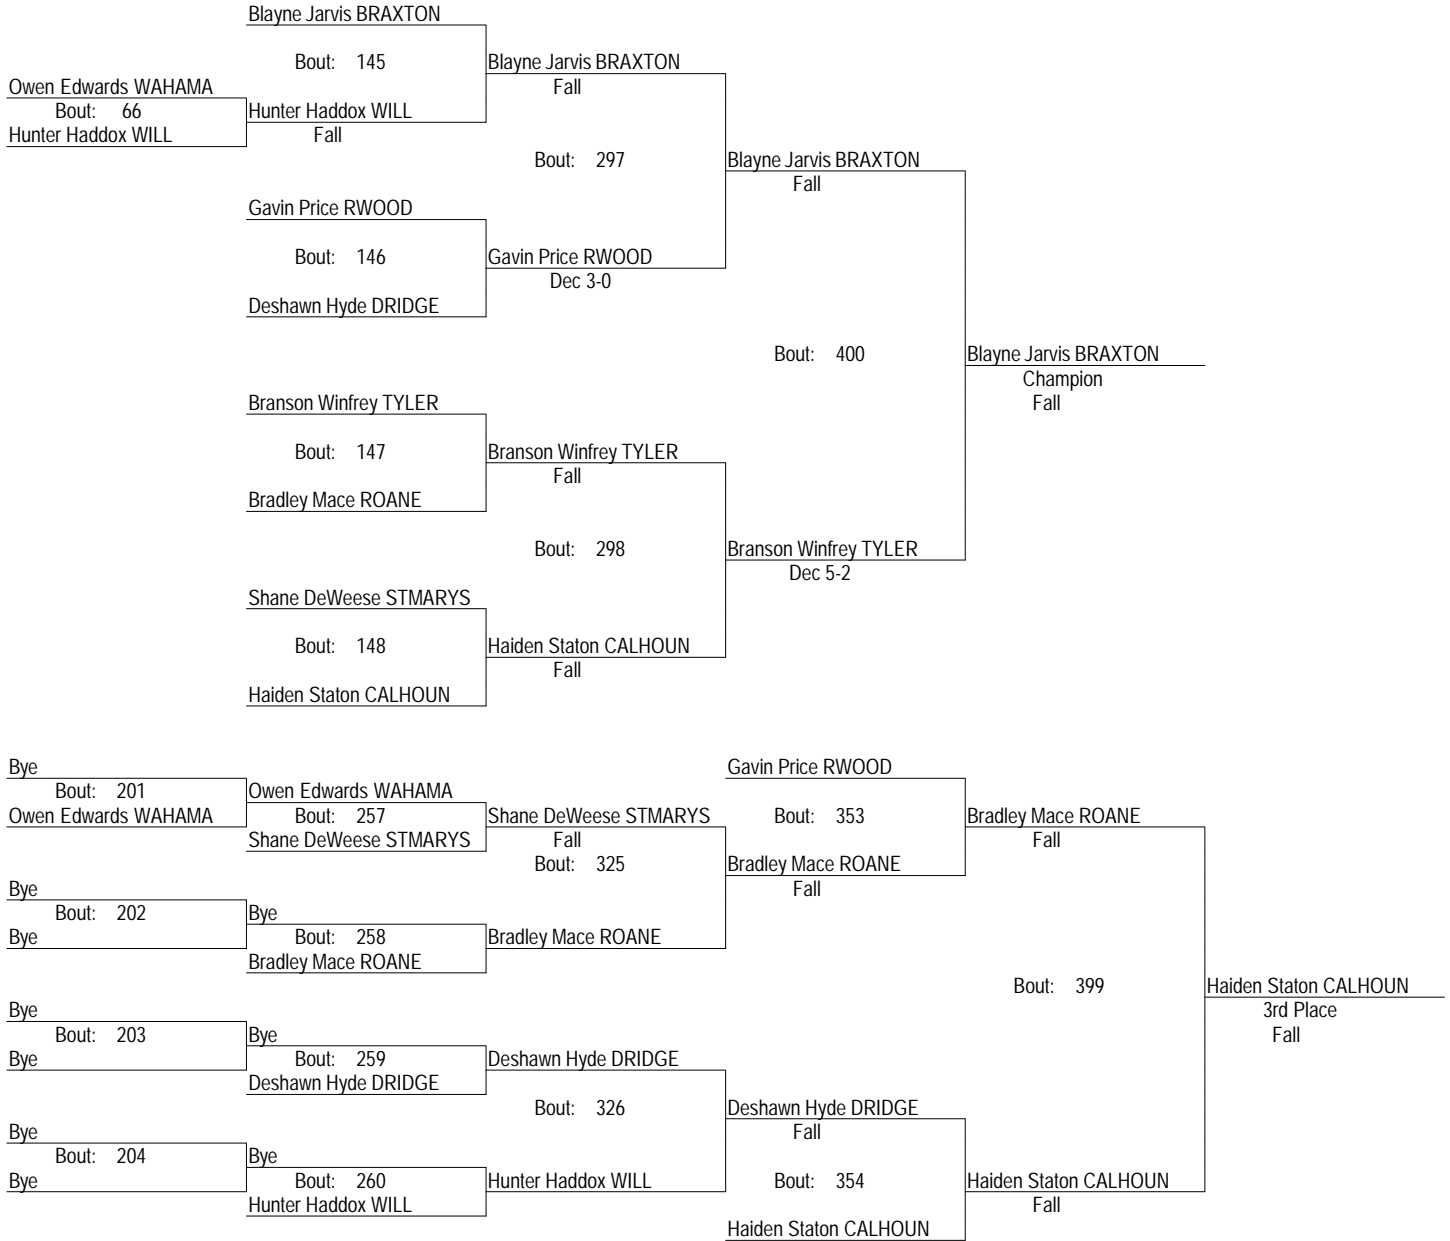 Blayne Jarvis BRAXTON
Bout: 145
Blayne Jarvis BRAXTON
Fall
Owen Edwards WAHAMA
Bout: 66
Hunter Haddox WILL
Hunter Haddox WILL
Fall
Bout: 297
Blayne Jarvis BRAXTON
Fall
Gavin Price RWOOD
Bout: 146
Gavin Price RWOOD
Dec 3-0
Deshawn Hyde DRIDGE
Bout: 400
Blayne Jarvis BRAXTON
Champion
Fall
Branson Winfrey TYLER
Bout: 147
Branson Winfrey TYLER
Fall
Bradley Mace ROANE
Bout: 298
Branson Winfrey TYLER
Dec 5-2
Shane DeWeese STMARYS
Bout: 148
Haiden Staton CALHOUN
Fall
Haiden Staton CALHOUN
Bye
Bout: 201
Owen Edwards WAHAMA
Owen Edwards WAHAMA
Bout: 257
Shane DeWeese STMARYS
Shane DeWeese STMARYS
Fall
Bout: 325
Gavin Price RWOOD
Bout: 353
Bradley Mace ROANE
Fall
Bradley Mace ROANE
Fall
Bye
Bout: 202
Bye
Bye
Bout: 258
Bradley Mace ROANE
Bradley Mace ROANE
Bout: 399
Haiden Staton CALHOUN
3rd Place
Fall
Bye
Bout: 203
Bye
Bye
Bout: 259
Deshawn Hyde DRIDGE
Deshawn Hyde DRIDGE
Bout: 326
Deshawn Hyde DRIDGE
Fall
Bye
Bout: 204
Bye
Bye
Bout: 260
Hunter Haddox WILL
Hunter Haddox WILL
Bout: 354
Haiden Staton CALHOUN
Fall
Haiden Staton CALHOUN